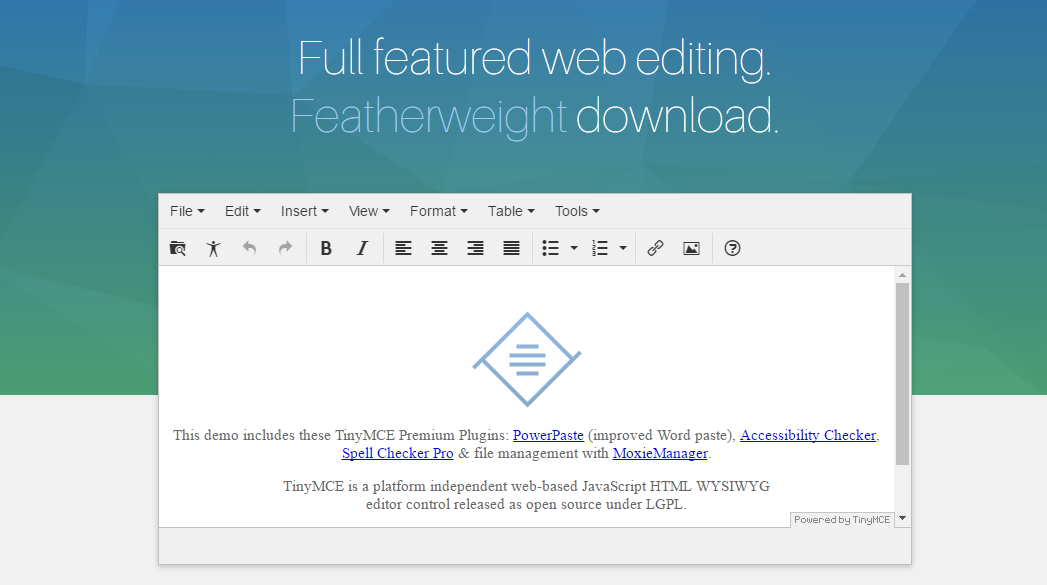 Full featured web editing.
Featherweight download.
File Edit Insert View Format Table Tools
B I
This demo includes these TinyMCE Premium Plugins: PowerPaste (improved Word paste), Accessibility Checker,
Spell Checker Pro & file management with MoxieManager.
TinyMCE is a platform independent web-based JavaScript HTML WYSIWYG
editor control released as open source under LGPL.
Powered by TinyMCE